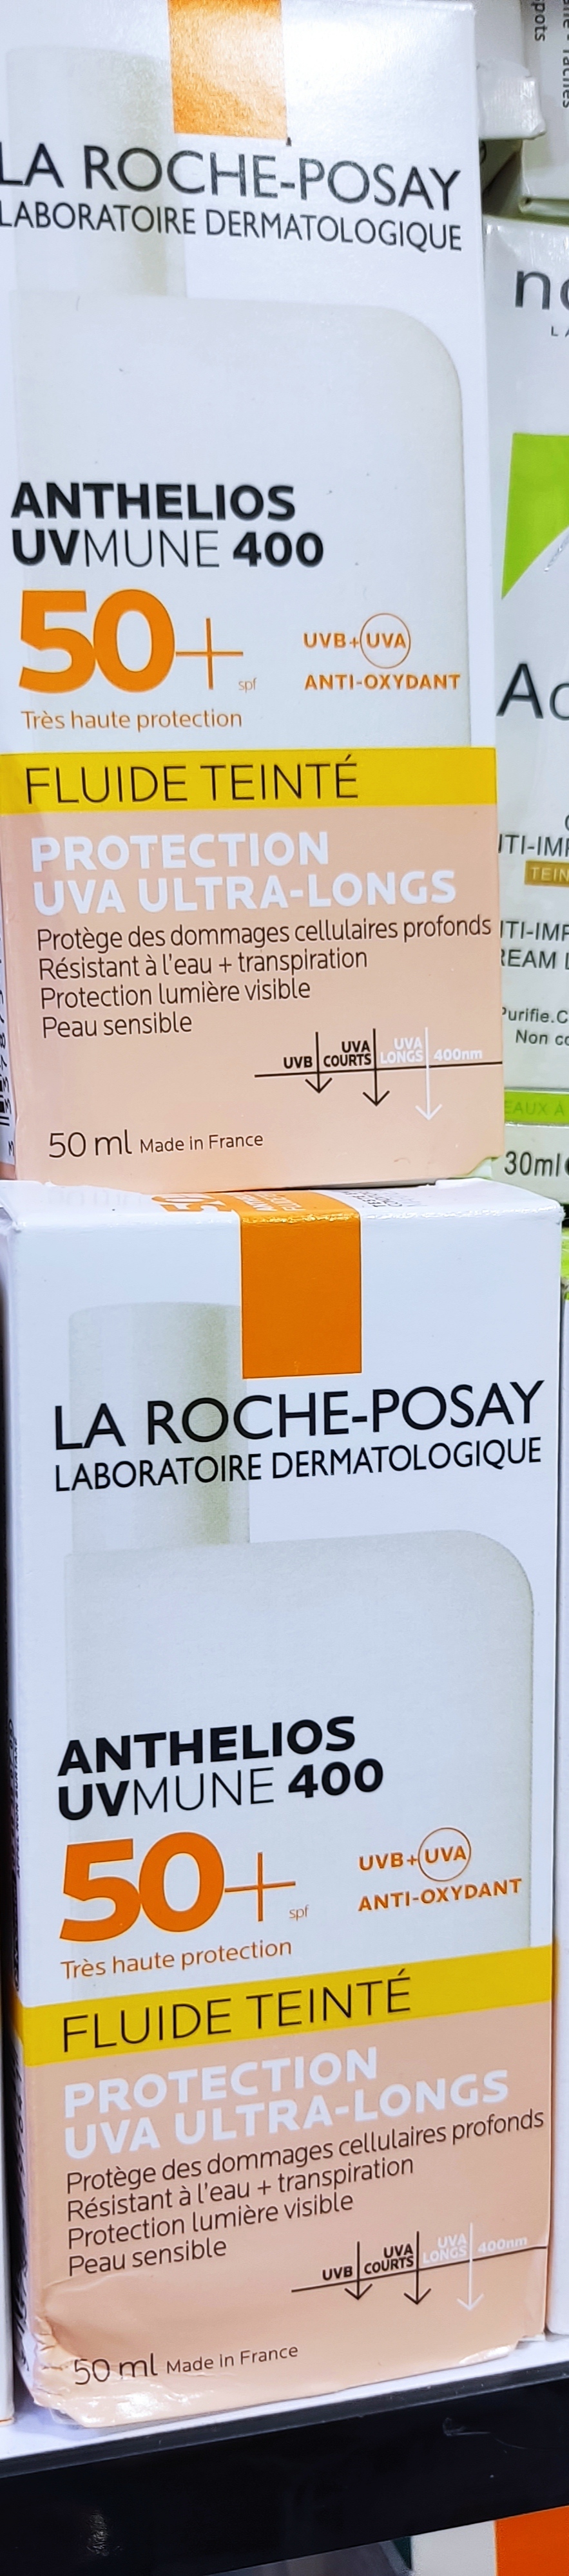 LA ROCHE-POSAY
LABORATOIRE DERMATOLOGIQUE
ANTHELIOS
UVMUNE 400
50+ spf
UVB+UVA
ANTI-OXYDANT
Très haute protection
FLUIDE TEINTÉ
PROTECTION
UVA ULTRA-LONGS
Protège des dommages cellulaires profonds
Résistant à l'eau + transpiration
Protection lumière visible
Peau sensible
UVB UVA COURTS UVA LONGS 400nm
50 ml Made in France
pots
Purifie.
Non
30ml
LA ROCHE-POSAY
LABORATOIRE DERMATOLOGIQUE
ANTHELIOS
UVMUNE 400
50+ spf
UVB+UVA
ANTI-OXYDANT
Très haute protection
FLUIDE TEINTÉ
PROTECTION
UVA ULTRA-LONGS
Protège des dommages cellulaires profonds
Résistant à l'eau + transpiration
Protection lumière visible
Peau sensible
UVB UVA COURTS UVA LONGS 400nm
50 ml Made in France